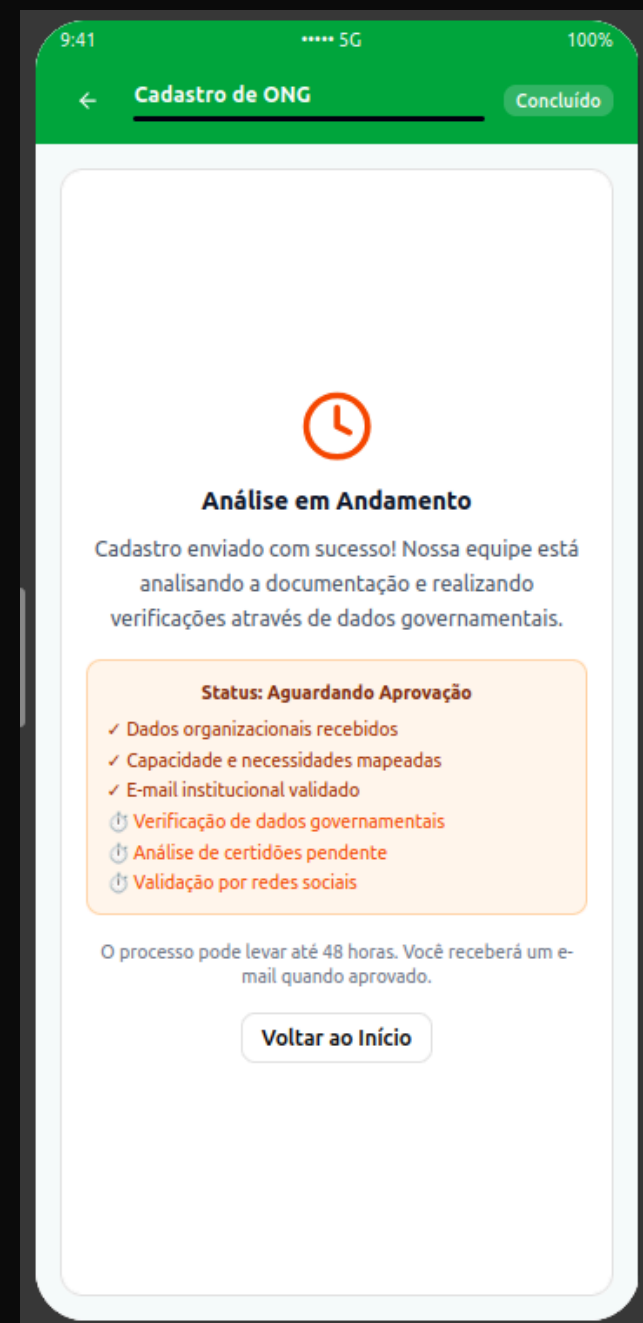 9:41
••••• 5G
100%
Cadastro de ONG
Concluído
Análise em Andamento
Cadastro enviado com sucesso! Nossa equipe está
analisando a documentação e realizando
verificações através de dados governamentais.
Status: Aguardando Aprovação
✓ Dados organizacionais recebidos
✓ Capacidade e necessidades mapeadas
✓ E-mail institucional validado
⏱️ Verificação de dados governamentais
⏱️ Análise de certidões pendente
⏱️ Validação por redes sociais
O processo pode levar até 48 horas. Você receberá um e-
mail quando aprovado.
Voltar ao Início